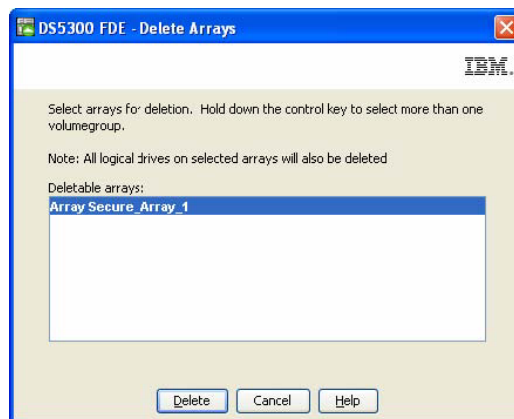 DS5300 FDE - Delete Arrays
IBM.
Select arrays for deletion. Hold down the control key to select more than one
volumegroup.
Note: All logical drives on selected arrays will also be deleted
Deletable arrays:
Array Secure_Array_1
Delete Cancel Help